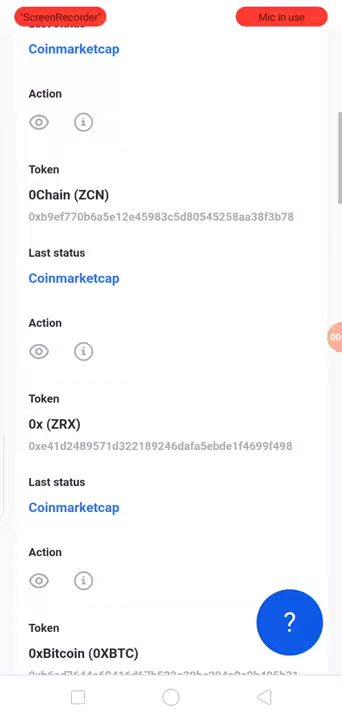 "ScreenRecorder"
Mic in use
Coinmarketcap
Action
Token
0Chain (ZCN)
0xb9ef770b6a5e12e45983c5d80545258aa38f3b78
Last status
Coinmarketcap
Action
Token
0x (ZRX)
0xe41d2489571d322189246dafa5ebde1f4699f498
00
Last status
Coinmarketcap
Action
?
Token
0xBitcoin (0XBTC)